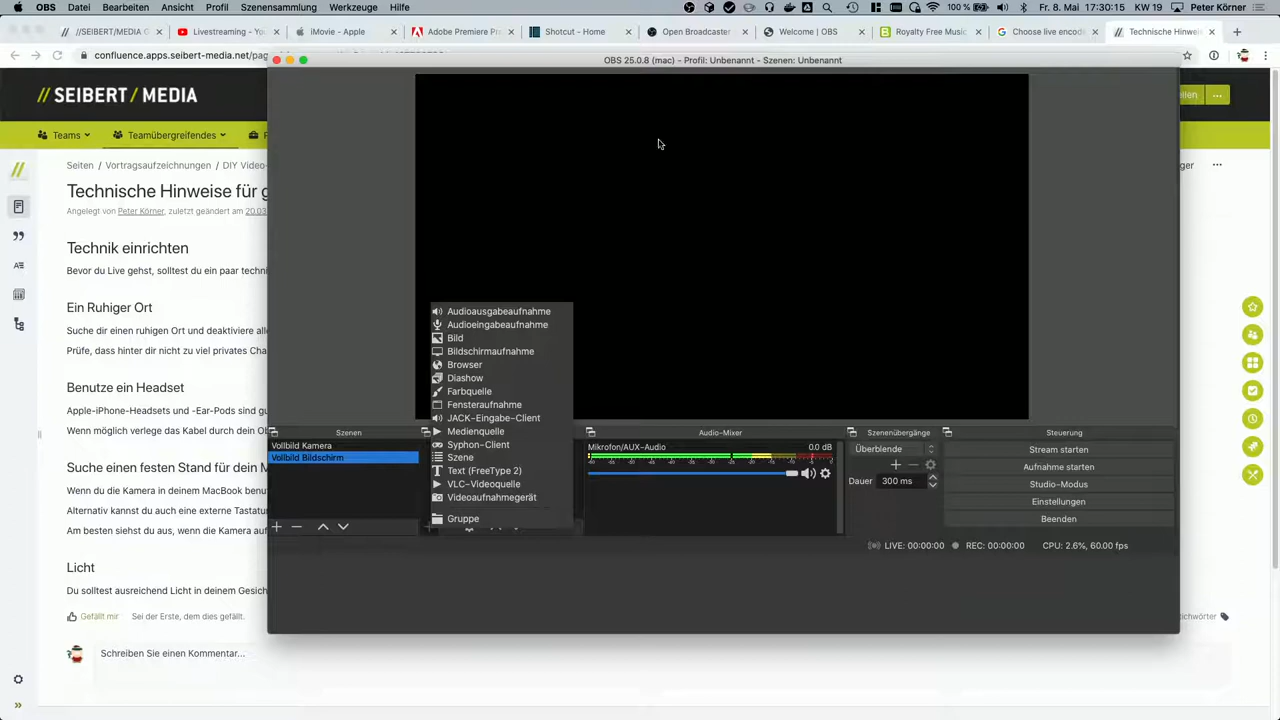 OBS Datei Bearbeiten Ansicht Profil Szenensammlung Werkzeuge Hilfe
100 % Fr. 8. Mai 17:30:15 KW 19 Peter Körner
//SEIBERT/MEDIA G
Livestreaming - Yo
iMovie - Apple
Adobe Premiere Pr
Shotcut - Home
Open Broadcaster
Welcome | OBS
Royalty Free Music
Choose live encodi
Technische Hinwei
confluence.apps.seibert-media.net/pag
OBS 25.0.8 (mac) - Profil: Unbenannt - Szenen: Unbenannt
// SEIBERT / MEDIA
Teams
Teamübergreifendes
Seiten / Vortragsaufzeichnungen / DIY Video-
Technische Hinweise für g
Angelegt von Peter Körner, zuletzt geändert am 20.03
Technik einrichten
Bevor du Live gehst, solltest du ein paar techni
Ein Ruhiger Ort
Suche dir einen ruhigen Ort und deaktiviere alle
Prüfe, dass hinter dir nicht zu viel privates Cha
Benutze ein Headset
Apple-iPhone-Headsets und -Ear-Pods sind gu
Wenn möglich verlege das Kabel durch dein Ob
Suche einen festen Stand für dein M
Wenn du die Kamera in deinem MacBook benut
Alternativ kannst du auch eine externe Tastatur
Am besten siehst du aus, wenn die Kamera auf
Licht
Du solltest ausreichend Licht in deinem Gesich
Gefällt mir Sei der Erste, dem dies gefällt.
Schreiben Sie einen Kommentar...
Audioausgabeaufnahme
Audioeingabeaufnahme
Bild
Bildschirmaufnahme
Browser
Diashow
Farbquelle
Fensteraufnahme
JACK-Eingabe-Client
Medienquelle
Syphon-Client
Szene
Text (FreeType 2)
VLC-Videoquelle
Videoaufnahmegerät
Gruppe
Szenen
Vollbild Kamera
Vollbild Bildschirm
Audio-Mixer
Mikrofon/AUX-Audio 0.0 dB
Szenenübergänge
Überblende
Dauer 300 ms
Steuerung
Stream starten
Aufnahme starten
Studio-Modus
Einstellungen
Beenden
LIVE: 00:00:00 REC: 00:00:00 CPU: 2.6%, 60.00 fps